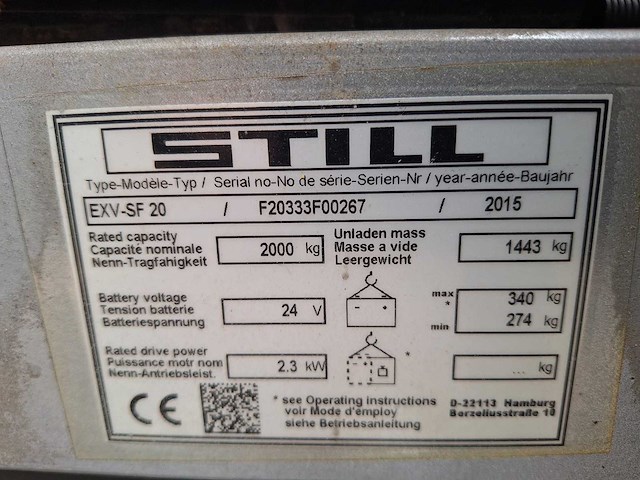 STILL
Type-Modèle-Typ / Serial no-No de série-Serien-Nr / year-année-Baujahr
EXV-SF 20 / F20333F00267 / 2015
Rated capacity
Capacité nominale
Nenn-Tragfahigkeit
2000 kg
Unladen mass
Masse a vide
Leergewicht
1443 kg
Battery voltage
Tension batterie
Batteriespannung
24 V
max 340 kg
*
min 274 kg
Rated drive power
Puissance motr nom
Nenn-Antriebsleist.
2.3 kW
*
... kg
CE
* see Operating instructions
voir Mode d'employ
siehe Betriebsanleitung
D-22113 Hamburg
Berzeliusstraße 10